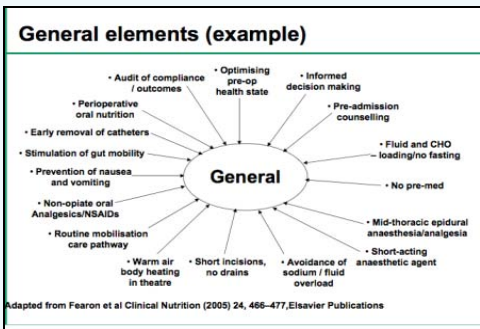 General elements (example)
• Optimising
pre-op
health state
• Informed
decision making
• Pre-admission
counselling
• Fluid and CHO
– loading/no fasting
• No pre-med
• Mid-thoracic epidural
anaesthesia/analgesia
• Short-acting
anaesthetic agent
• Avoidance of
sodium / fluid
overload
• Short incisions,
no drains
• Warm air
body heating
in theatre
• Routine mobilisation
care pathway
• Non-opiate oral
Analgesics/NSAIDs
• Prevention of nausea
and vomiting
• Stimulation of gut mobility
• Early removal of catheters
• Perioperative
oral nutrition
• Audit of compliance
/ outcomes
General
Adapted from Fearon et al Clinical Nutrition (2005) 24, 466–477,Elsavier Publications